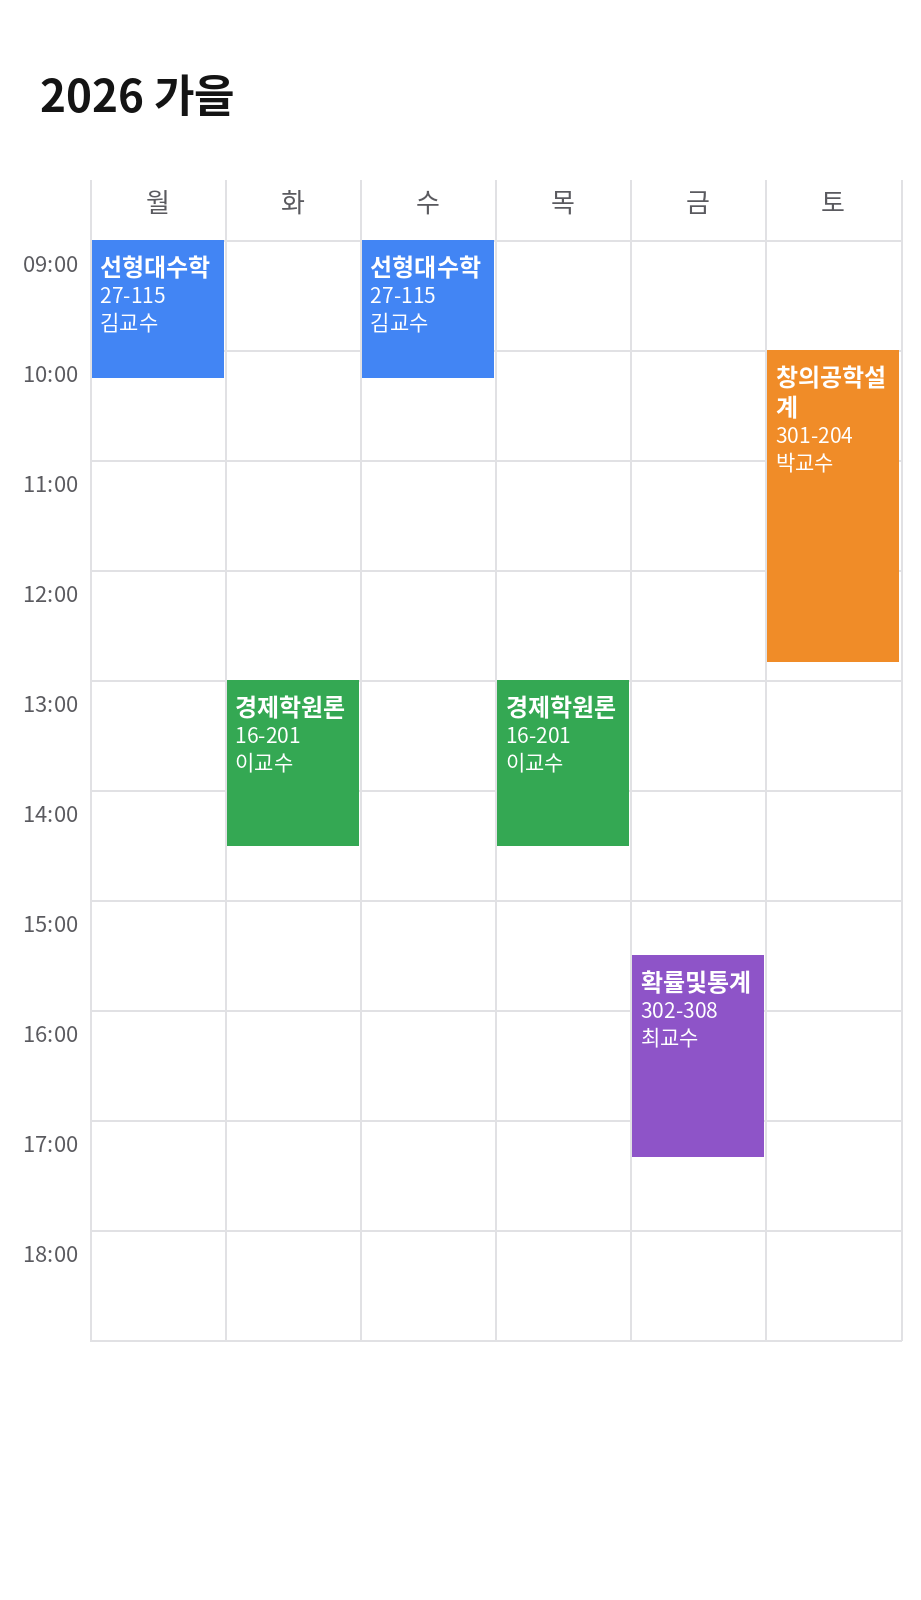 2026 가을
월 화 수 목 금 토
09:00
선형대수학
27-115
김교수
선형대수학
27-115
김교수
10:00
창의공학설
계
301-204
박교수
11:00
12:00
13:00
경제학원론
16-201
이교수
경제학원론
16-201
이교수
14:00
15:00
확률및통계
302-308
최교수
16:00
17:00
18:00